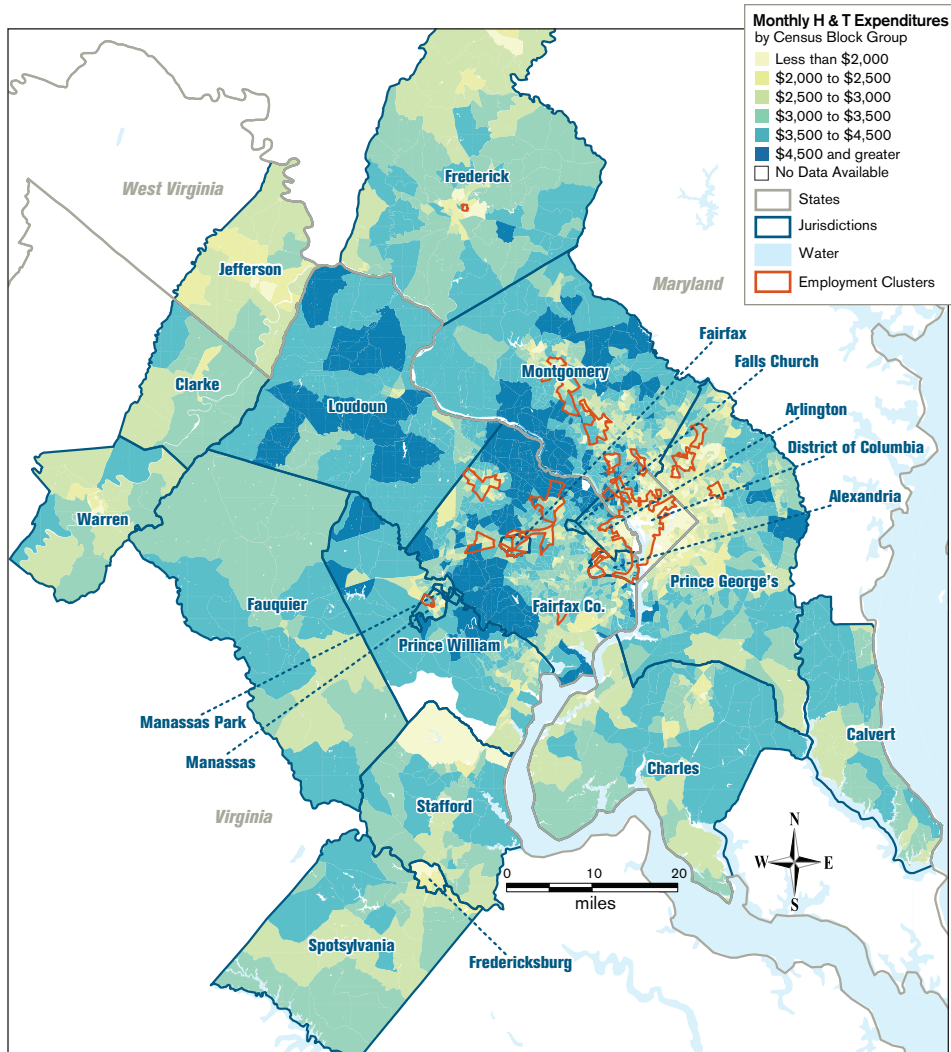 Monthly H & T Expenditures
by Census Block Group
Less than $2,000
$2,000 to $2,500
$2,500 to $3,000
$3,000 to $3,500
$3,500 to $4,500
$4,500 and greater
No Data Available
States
Jurisdictions
Water
Employment Clusters
West Virginia
Frederick
Jefferson
Maryland
Fairfax
Montgomery
Falls Church
Clarke
Loudoun
Arlington
District of Columbia
Alexandria
Warren
Prince George's
Fauquier
Fairfax Co.
Prince William
Manassas Park
Calvert
Manassas
Charles
Stafford
Virginia
N
W
E
S
0
10
20
miles
Spotsylvania
Fredericksburg